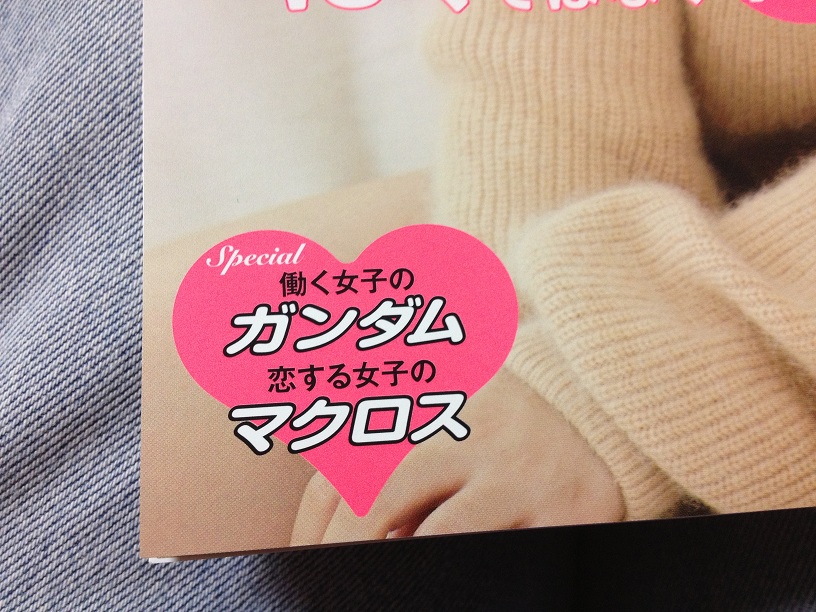 Special
働く女子の
ガンダム
恋する女子の
マクロス